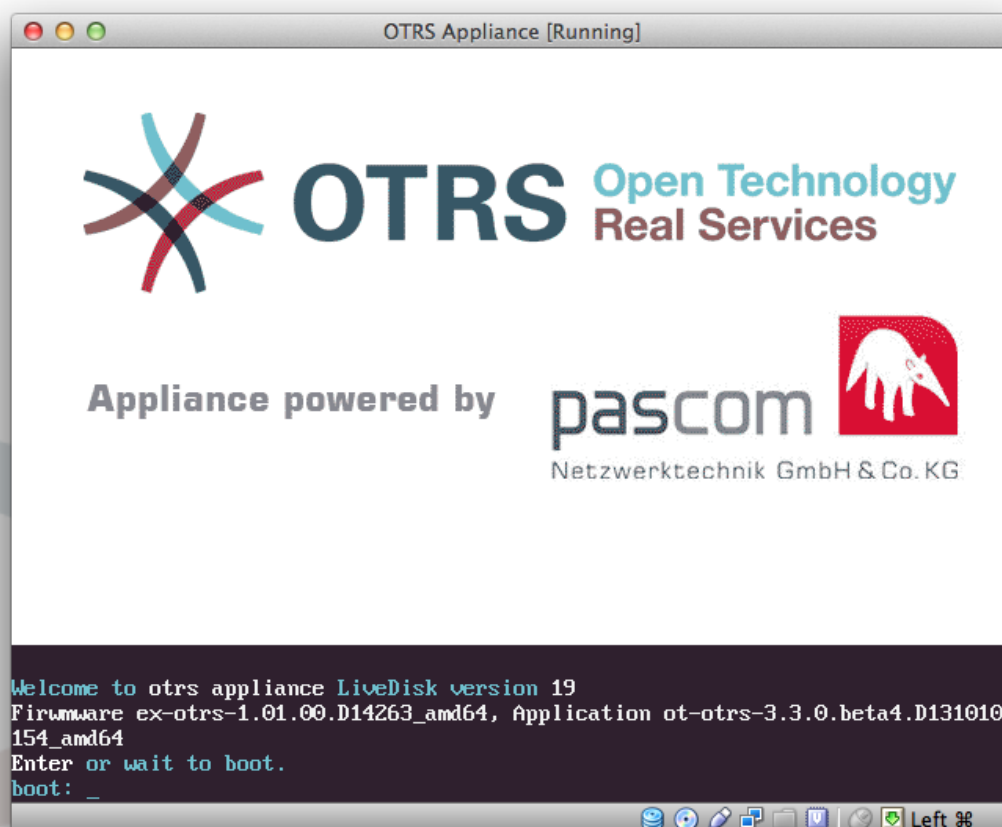 OTRS Appliance [Running]
OTRS Open Technology
Real Services
Appliance powered by
pascom
Netzwerktechnik GmbH & Co. KG
Welcome to otrs appliance LiveDisk version 19
Firwmware ex-otrs-1.01.00.D14263_amd64, Application ot-otrs-3.3.0.beta4.D131010
154_amd64
Enter or wait to boot.
boot: _
Left ⌘